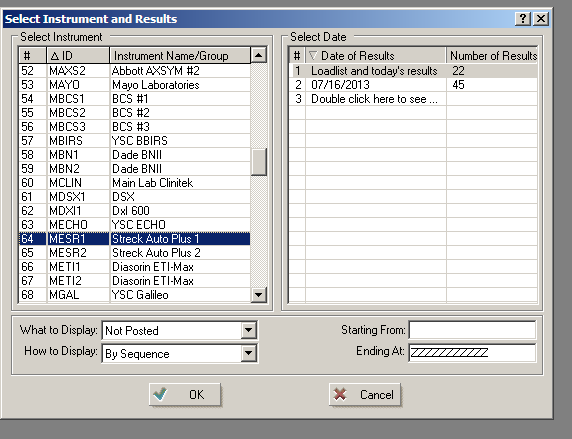 Select Instrument and Results
Select Instrument
# Δ ID Instrument Name/Group
52 MAXS2 Abbott AXSYM #2
53 MAYO Mayo Laboratories
54 MBCS1 BCS #1
55 MBCS2 BCS #2
56 MBCS3 BCS #3
57 MBIRS YSC BBIRS
58 MBN1 Dade BNII
59 MBN2 Dade BNII
60 MCLIN Main Lab Clinitek
61 MDSX1 DSX
62 MDXI1 DxI 600
63 MECHO YSC ECHO
64 MESR1 Streck Auto Plus 1
65 MESR2 Streck Auto Plus 2
66 METI1 Diasorin ETI-Max
67 METI2 Diasorin ETI-Max
68 MGAL YSC Galileo
Select Date
# Date of Results Number of Results
1 Loadlist and today's results 22
2 07/16/2013 45
3 Double click here to see ...
What to Display: Not Posted
How to Display: By Sequence
Starting From:
Ending At: ZZZZZZZZZZZZ
OK Cancel